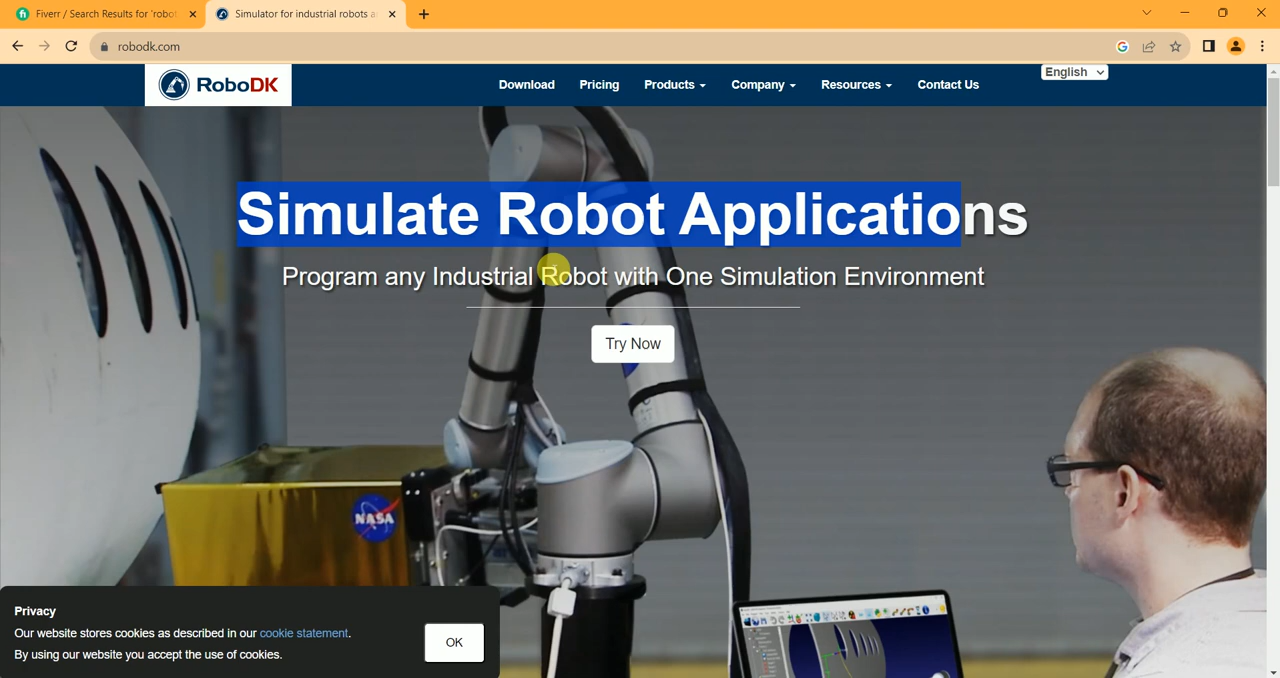 Fiverr / Search Results for 'robot
Simulator for industrial robots a
robodk.com
RoboDK
Download
Pricing
Products
Company
Resources
Contact Us
English
Simulate Robot Applications
Program any Industrial Robot with One Simulation Environment
Try Now
NASA
Privacy
Our website stores cookies as described in our cookie statement.
By using our website you accept the use of cookies.
OK